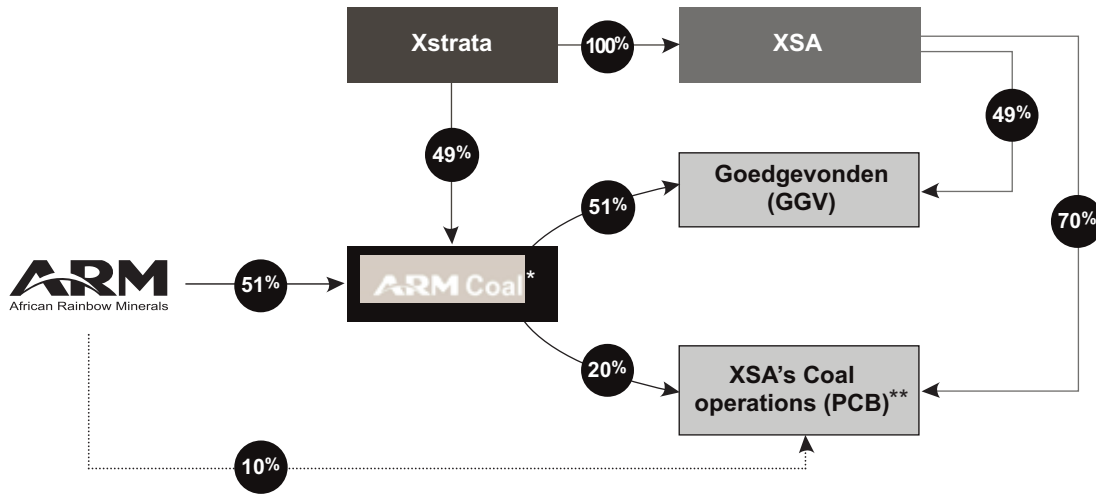 Xstrata
100%
XSA
49%
49%
Goedgevonden
(GGV)
51%
70%
ARM
African Rainbow Minerals
51%
ARM Coal*
20%
XSA’s Coal
operations (PCB)**
10%